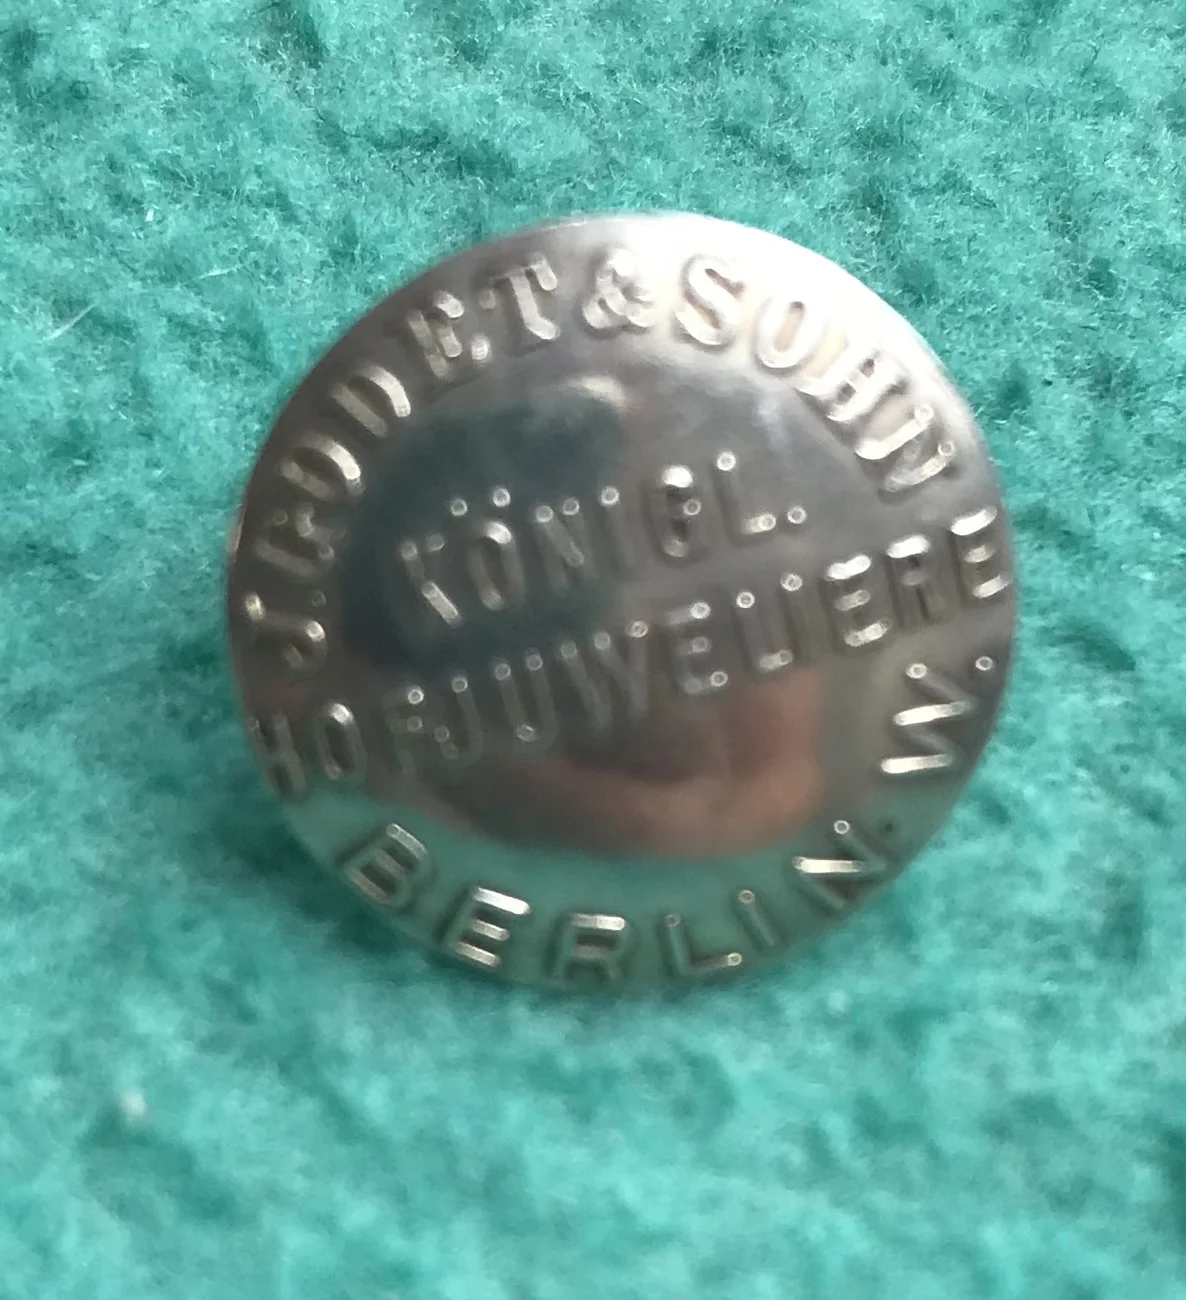 J. GODET & SOHN
KÖNIGL.
HOFJUWELIERE
BERLIN. W.